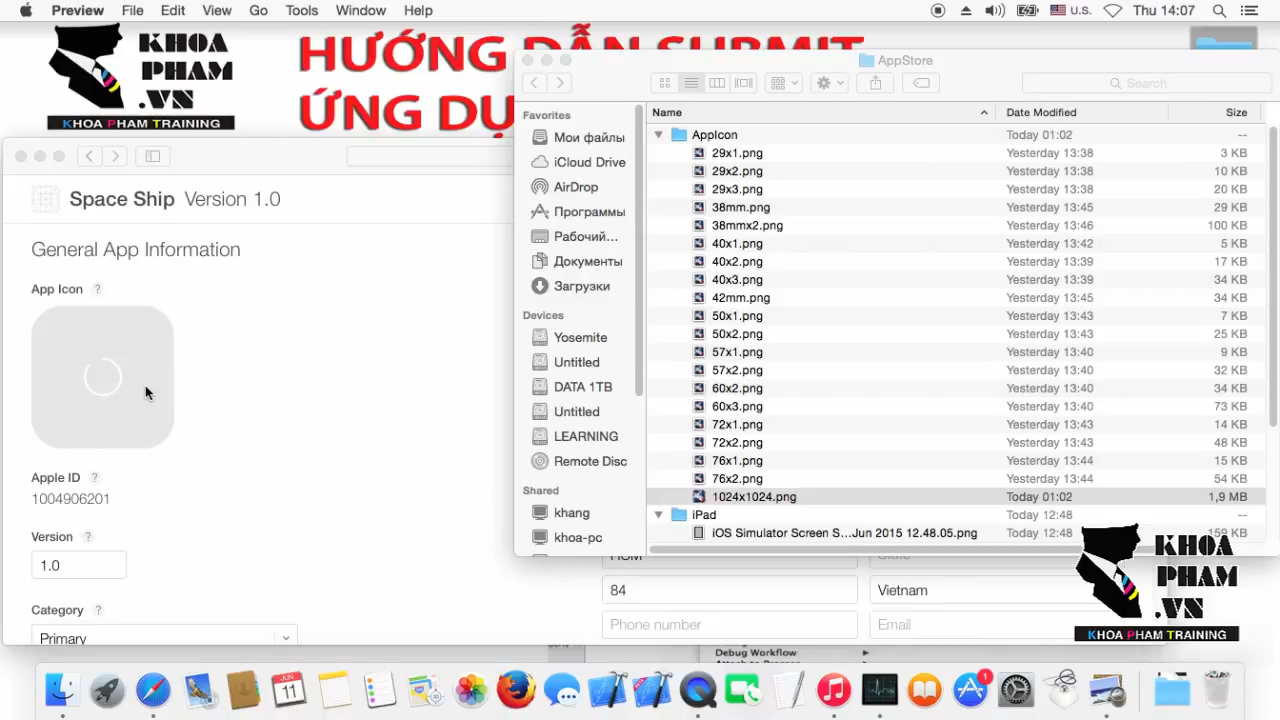 Preview File Edit View Go Tools Window Help U.S. Thu 14:07
KHOA
PHAM
.VN
KHOA PHAM TRAINING
HƯỚNG DẪN SUBMIT
ỨNG DỤ
AppStore
Search
Space Ship Version 1.0
General App Information
App Icon ?
Apple ID ?
1004906201
Version ?
1.0
Category ?
Primary
Favorites
Мои файлы
iCloud Drive
AirDrop
Программы
Рабочий...
Документы
Загрузки
Devices
Yosemite
Untitled
DATA 1TB
Untitled
LEARNING
Remote Disc
Shared
khang
khoa-pc
Name Date Modified Size
AppIcon Today 01:02 --
29x1.png Yesterday 13:38 3 KB
29x2.png Yesterday 13:38 10 KB
29x3.png Yesterday 13:38 20 KB
38mm.png Yesterday 13:45 29 KB
38mmx2.png Yesterday 13:46 100 KB
40x1.png Yesterday 13:42 5 KB
40x2.png Yesterday 13:39 17 KB
40x3.png Yesterday 13:39 34 KB
42mm.png Yesterday 13:45 34 KB
50x1.png Yesterday 13:43 7 KB
50x2.png Yesterday 13:43 25 KB
57x1.png Yesterday 13:40 9 KB
57x2.png Yesterday 13:40 32 KB
60x2.png Yesterday 13:40 34 KB
60x3.png Yesterday 13:40 73 KB
72x1.png Yesterday 13:43 14 KB
72x2.png Yesterday 13:43 48 KB
76x1.png Yesterday 13:44 15 KB
76x2.png Yesterday 13:44 54 KB
1024x1024.png Today 01:02 1,9 MB
iPad Today 12:48 --
iOS Simulator Screen S...Jun 2015 12.48.05.png Today 12:48 159 KB
84 Vietnam
Phone number Email
KHOA
PHAM
.VN
KHOA PHAM TRAINING
Debug Workflow
JUN
11
1